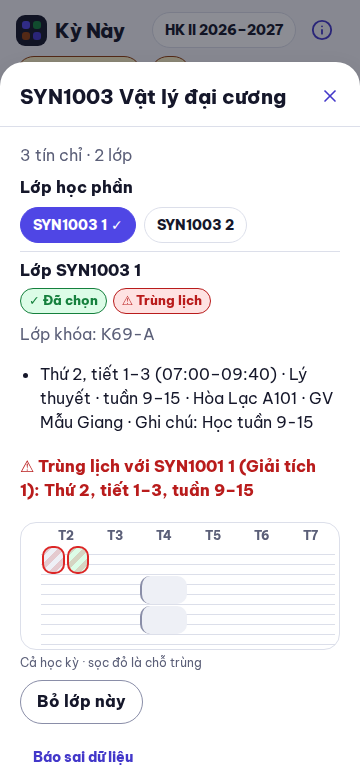 Kỳ Này
HK II 2026–2027
SYN1003 Vật lý đại cương
3 tín chỉ · 2 lớp
Lớp học phần
SYN1003 1 ✓
SYN1003 2
Lớp SYN1003 1
✓ Đã chọn
⚠ Trùng lịch
Lớp khóa: K69-A
• Thứ 2, tiết 1–3 (07:00–09:40) · Lý
thuyết · tuần 9–15 · Hòa Lạc A101 · GV
Mẫu Giang · Ghi chú: Học tuần 9-15
⚠ Trùng lịch với SYN1001 1 (Giải tích
1): Thứ 2, tiết 1–3, tuần 9–15
T2 T3 T4 T5 T6 T7
Cả học kỳ · sọc đỏ là chỗ trùng
Bỏ lớp này
Báo sai dữ liệu